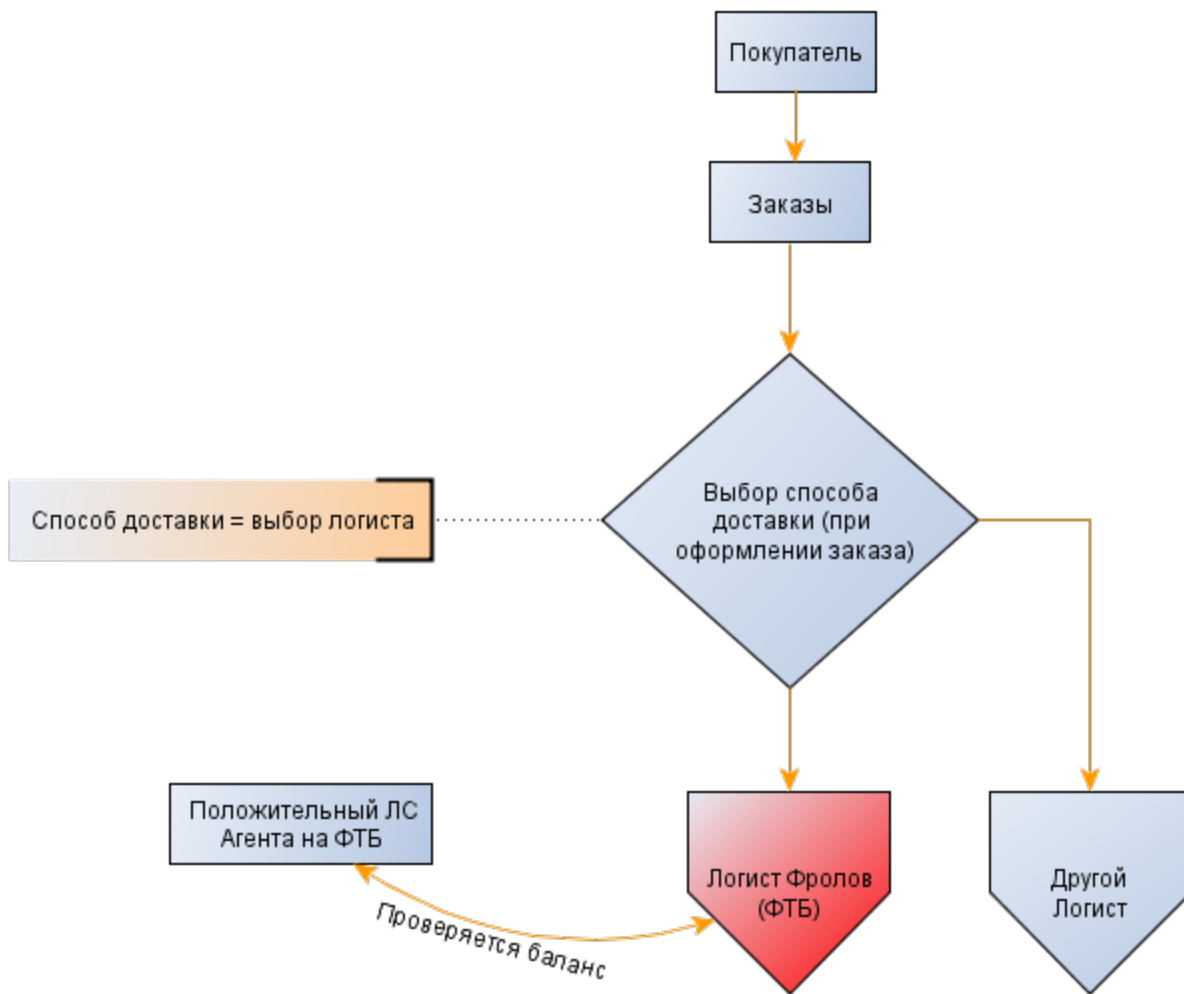 Покупатель
Заказы
Выбор способа
доставки (при
оформлении заказа)
Способ доставки = выбор логиста
Положительный ЛС
Агента на ФТБ
Проверяется баланс
Логист Фролов
(ФТБ)
Другой
Логист